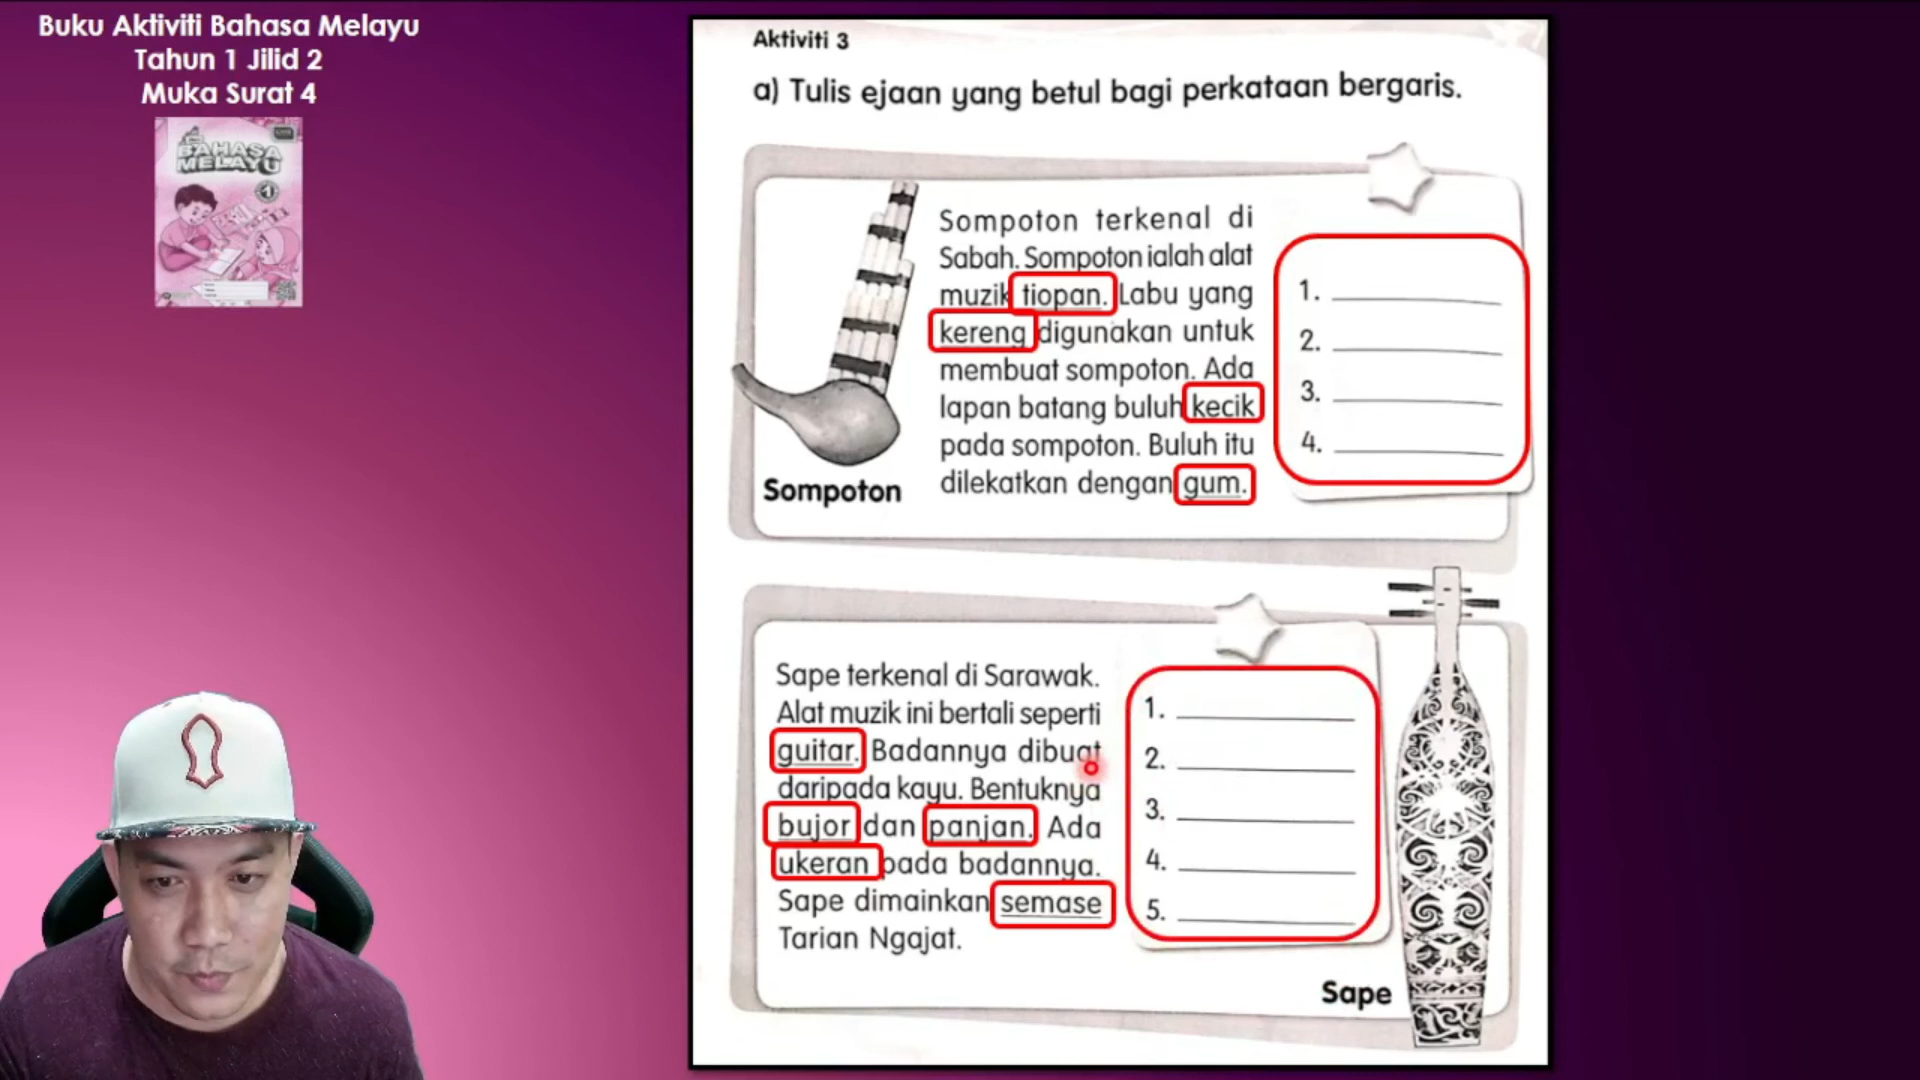 Buku Aktiviti Bahasa Melayu
Tahun 1 Jilid 2
Muka Surat 4
BAHASA
MELAYU
1
Aktiviti 3
a) Tulis ejaan yang betul bagi perkataan bergaris.
Sompoton terkenal di
Sabah. Sompoton ialah alat
muzik tiopan. Labu yang
kereng digunakan untuk
membuat sompoton. Ada
lapan batang buluh kecik
pada sompoton. Buluh itu
dilekatkan dengan gum.
Sompoton
1.
2.
3.
4.
Sape terkenal di Sarawak.
Alat muzik ini bertali seperti
guitar. Badannya dibuat
daripada kayu. Bentuknya
bujor dan panjan. Ada
ukeran pada badannya.
Sape dimainkan semase
Tarian Ngajat.
1.
2.
3.
4.
5.
Sape